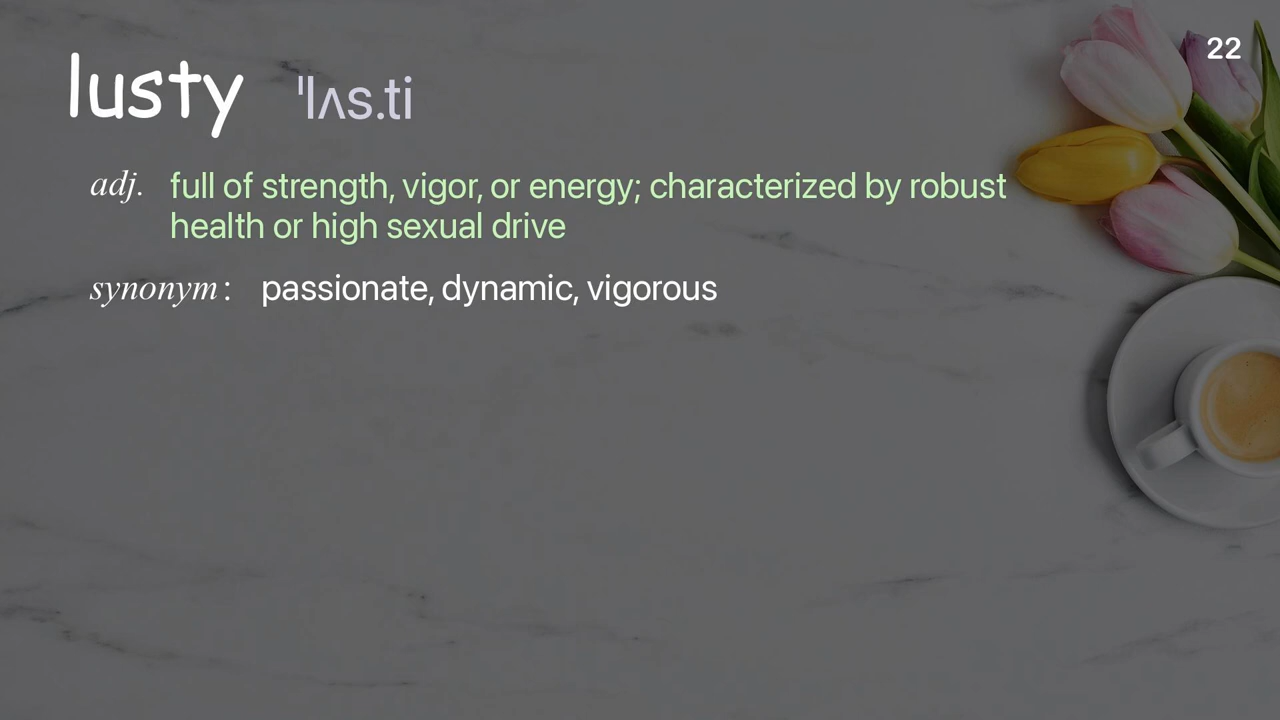 22
lusty ˈlʌs.ti
adj. full of strength, vigor, or energy; characterized by robust
health or high sexual drive
synonym: passionate, dynamic, vigorous